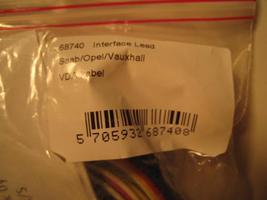 68740 Interface Lead
Saab/Opel/Vauxhall
5 705932 687408